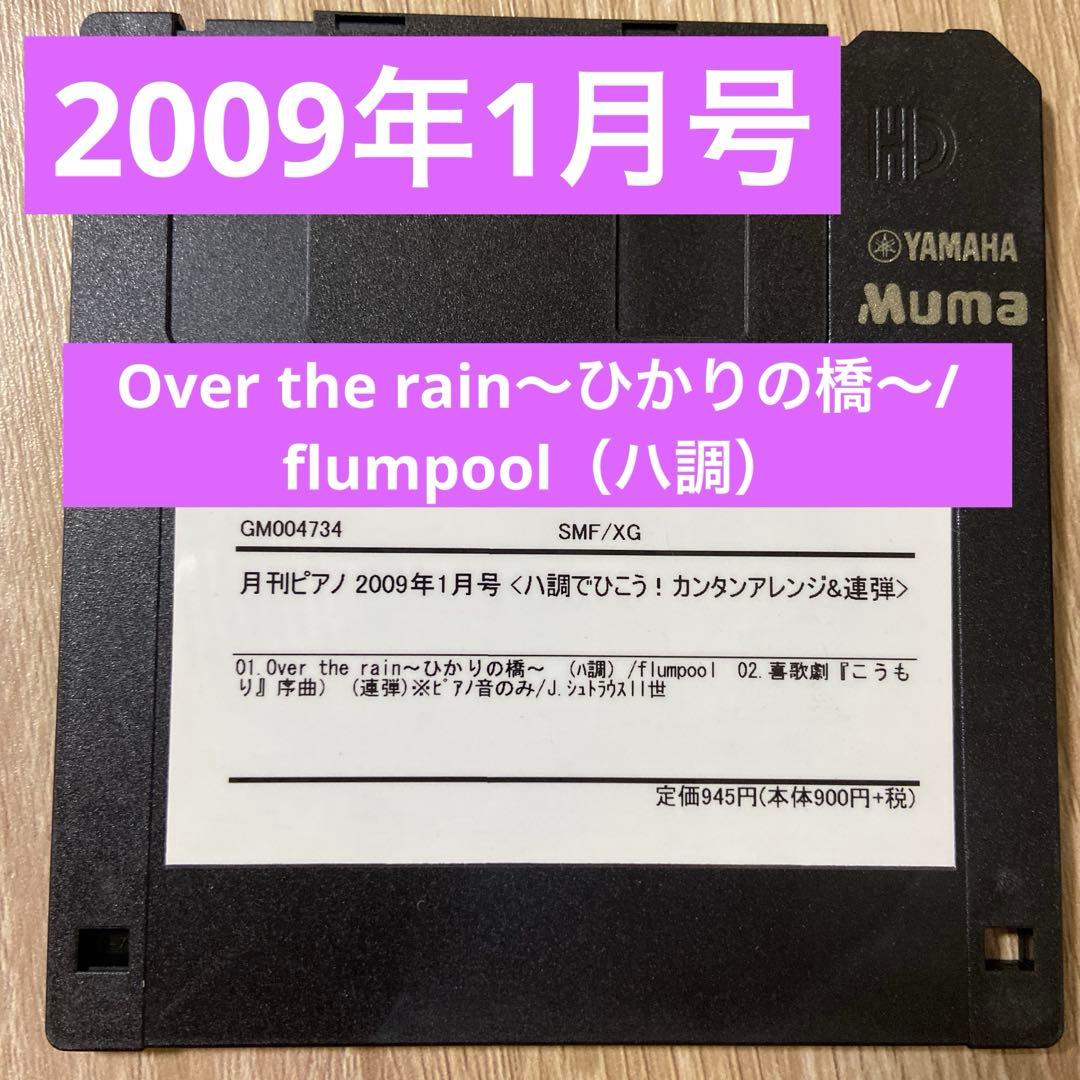 2009年1月号
HD
YAMAHA
Muma
Over the rain〜ひかりの橋〜/
flumpool（ハ調）
GM004734 SMF/XG
月刊ピアノ 2009年1月号 <ハ調でひこう！カンタンアレンジ&連弾>
01.Over the rain〜ひかりの橋〜 （ﾊ調）/flumpool 02.喜歌劇『こうも
り』序曲） （連弾)※ﾋﾟｱﾉ音のみ/J.ｼｭﾄﾗｳｽII世
定価945円(本体900円+税)